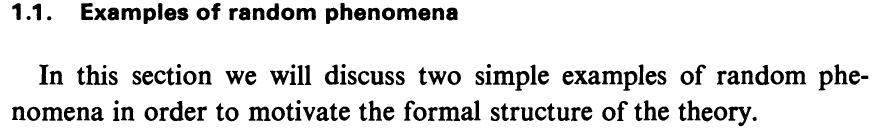 1.1. Examples of random phenomena
In this section we will discuss two simple examples of random phe-
nomena in order to motivate the formal structure of the theory.